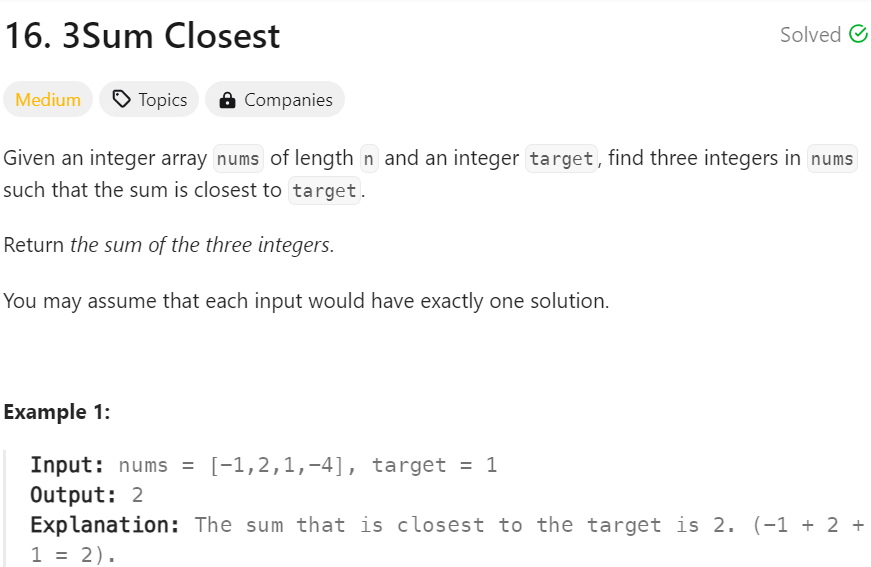 16. 3Sum Closest
Solved
Medium
Topics
Companies
Given an integer array nums of length n and an integer target, find three integers in nums
such that the sum is closest to target.
Return the sum of the three integers.
You may assume that each input would have exactly one solution.
Example 1:
Input: nums = [-1,2,1,-4], target = 1
Output: 2
Explanation: The sum that is closest to the target is 2. (-1 + 2 +
1 = 2).